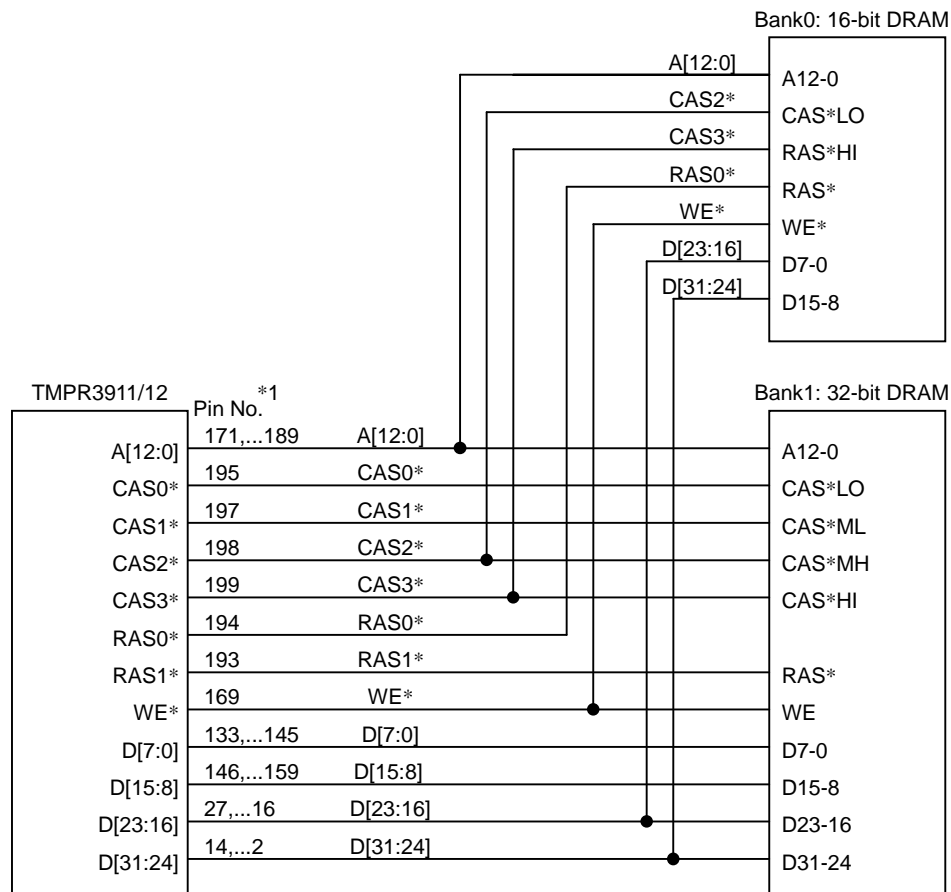 Bank0: 16-bit DRAM
A[12:0] A12-0
CAS2* CAS*LO
CAS3* RAS*HI
RAS0* RAS*
WE* WE*
D[23:16] D7-0
D[31:24] D15-8
TMPR3911/12 Pin No. *1 Bank1: 32-bit DRAM
A[12:0] 171,...189 A[12:0] A12-0
CAS0* 195 CAS0* CAS*LO
CAS1* 197 CAS1* CAS*ML
CAS2* 198 CAS2* CAS*MH
CAS3* 199 CAS3* CAS*HI
RAS0* 194 RAS0*
RAS1* 193 RAS1* RAS*
WE* 169 WE* WE
D[7:0] 133,...145 D[7:0] D7-0
D[15:8] 146,...159 D[15:8] D15-8
D[23:16] 27,...16 D[23:16] D23-16
D[31:24] 14,...2 D[31:24] D31-24